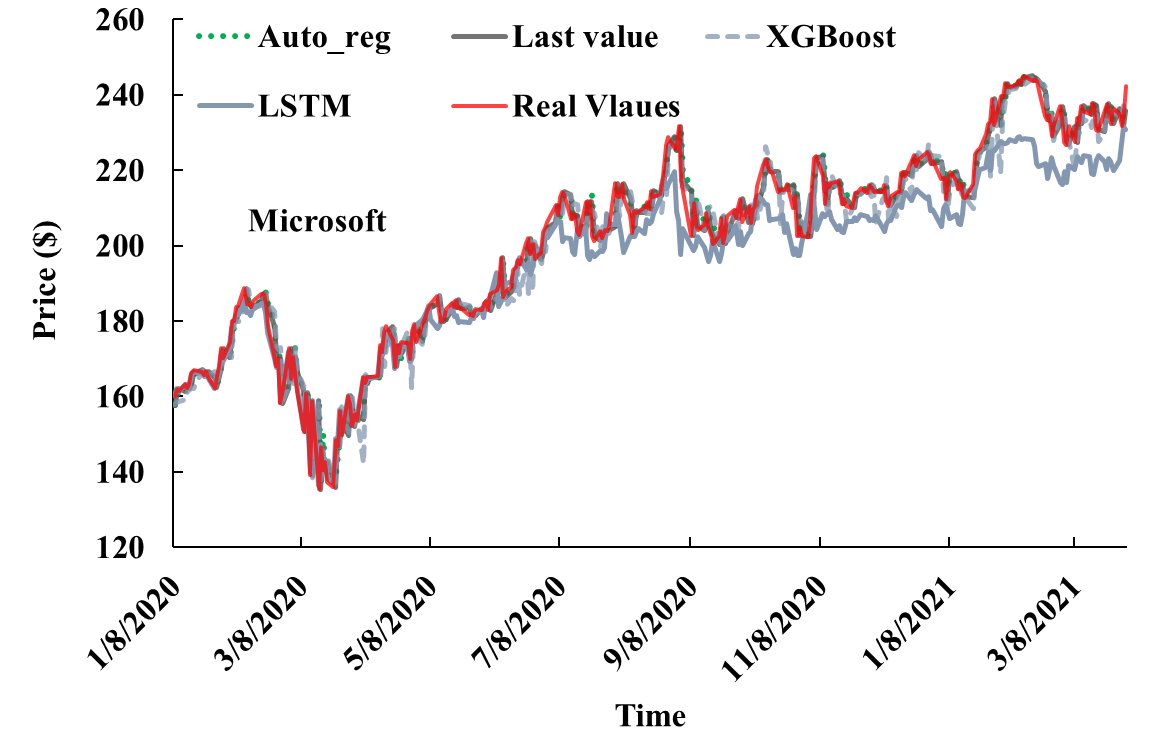 260
Auto_reg
Last value
XGBoost
240
LSTM
Real Vlaues
220
Microsoft
200
Price ($)
180
160
140
120
1/8/2020
3/8/2020
5/8/2020
7/8/2020
9/8/2020
11/8/2020
1/8/2021
3/8/2021
Time